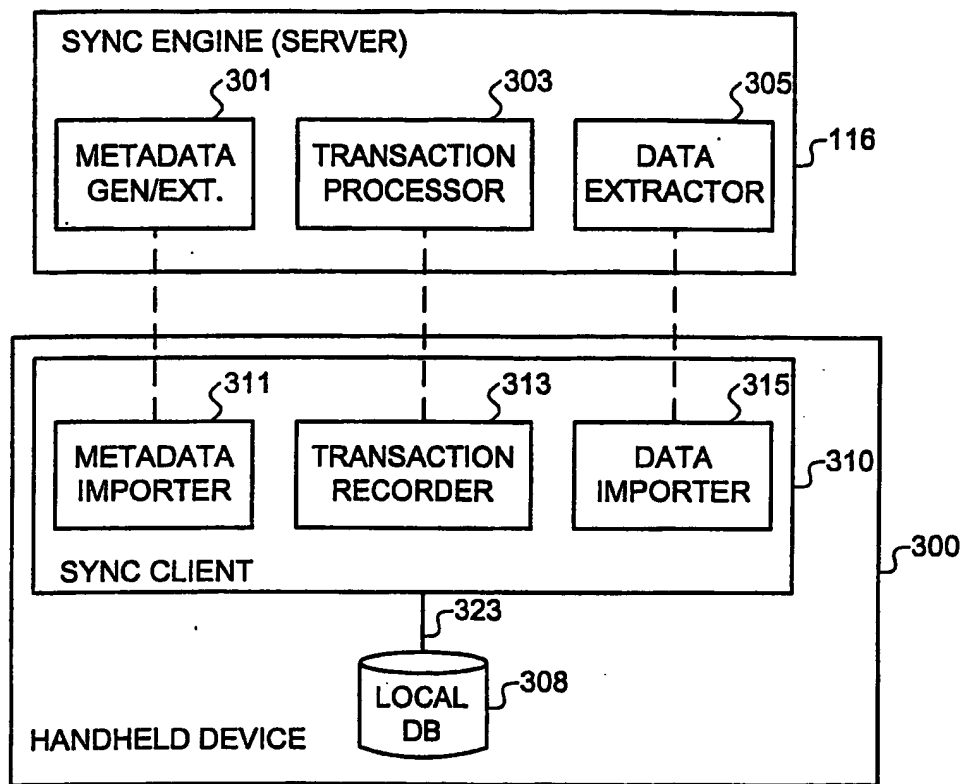 SYNC ENGINE (SERVER)
301
303
305
METADATA
GEN/EXT.
TRANSACTION
PROCESSOR
DATA
EXTRACTOR
116
311
313
315
METADATA
IMPORTER
TRANSACTION
RECORDER
DATA
IMPORTER
310
SYNC CLIENT
300
323
LOCAL
DB
308
HANDHELD DEVICE